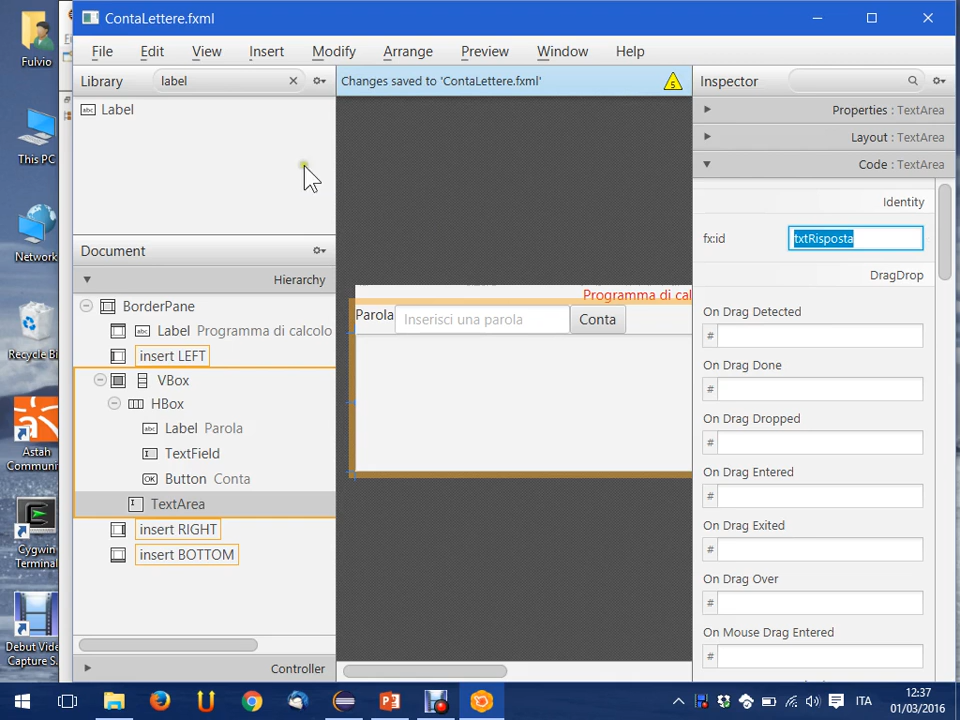 ContaLettere.fxml
File Edit View Insert Modify Arrange Preview Window Help
Library
label
Changes saved to 'ContaLettere.fxml'
5
Inspector
Label
Properties : TextArea
Layout : TextArea
Code : TextArea
Identity
fx:id
txtRisposta
DragDrop
On Drag Detected
#
On Drag Done
#
On Drag Dropped
#
On Drag Entered
#
On Drag Exited
#
On Drag Over
#
On Mouse Drag Entered
#
Document
Hierarchy
BorderPane
abc Label Programma di calcolo
insert LEFT
VBox
HBox
abc Label Parola
TextField
OK Button Conta
TextArea
insert RIGHT
insert BOTTOM
Controller
Programma di cal
Parola
Inserisci una parola
Conta
Fulvio
This PC
Network
Recycle Bi
Astah
Commun
Cygwin
Terminal
Debut Vide
Capture S...
ITA
12:37
01/03/2016